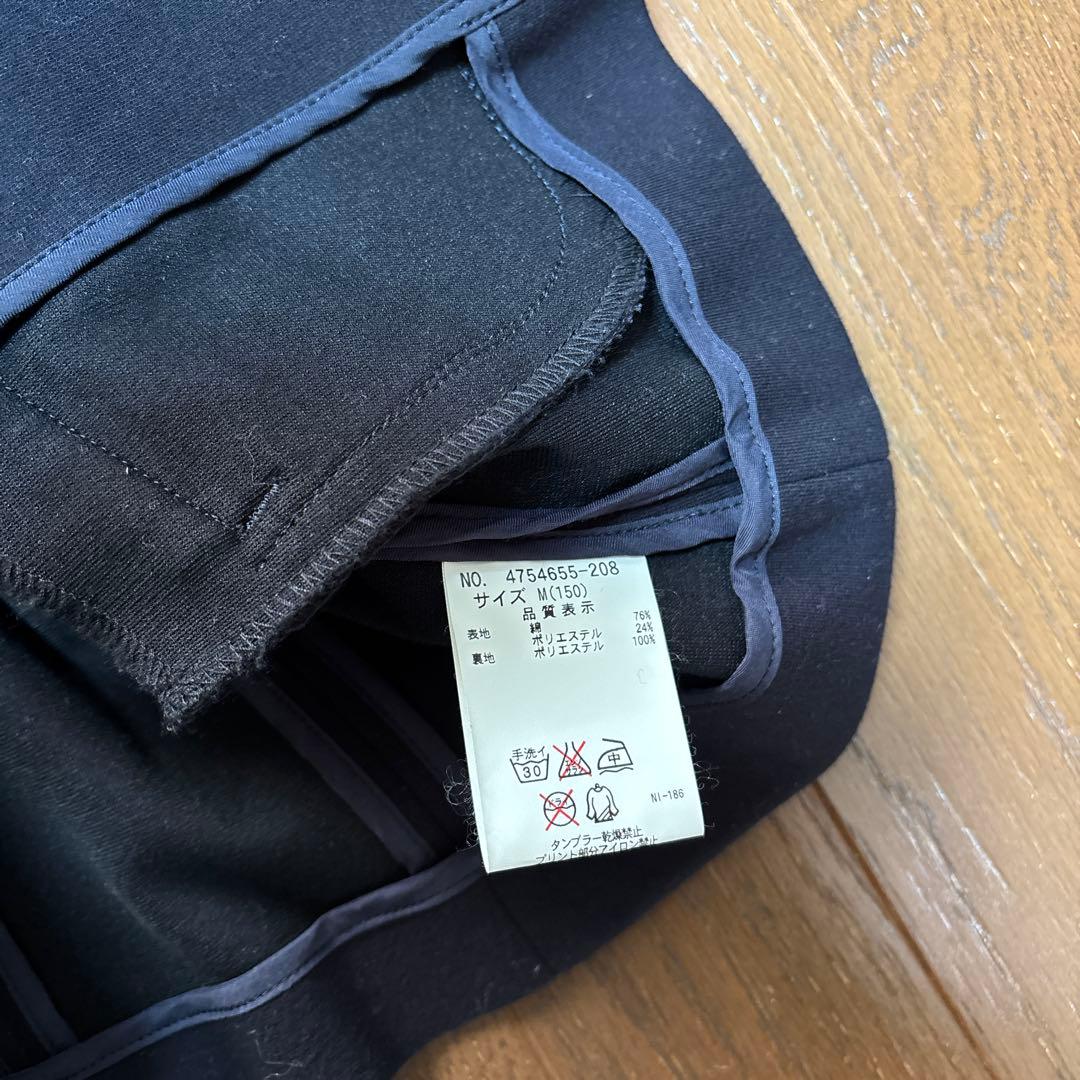 NO. 4754655-208
サイズ M(150)
品質表示
表地 綿 76%
ポリエステル 24%
裏地 ポリエステル 100%
手洗イ
30
中
NI-186
タンブラー乾燥禁止
プリント部分アイロン禁止